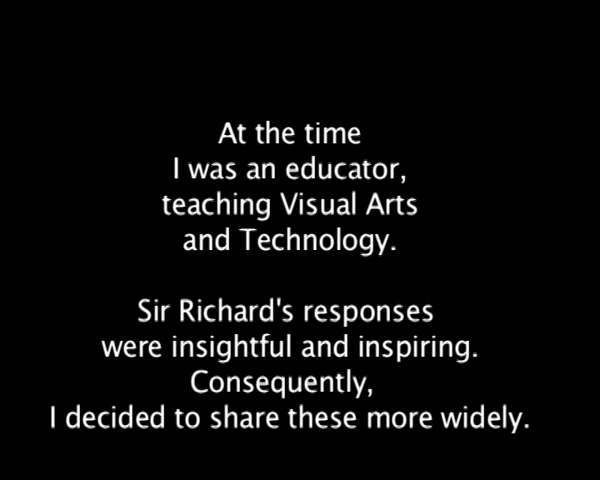 At the time
I was an educator,
teaching Visual Arts
and Technology.
Sir Richard's responses
were insightful and inspiring.
Consequently,
I decided to share these more widely.